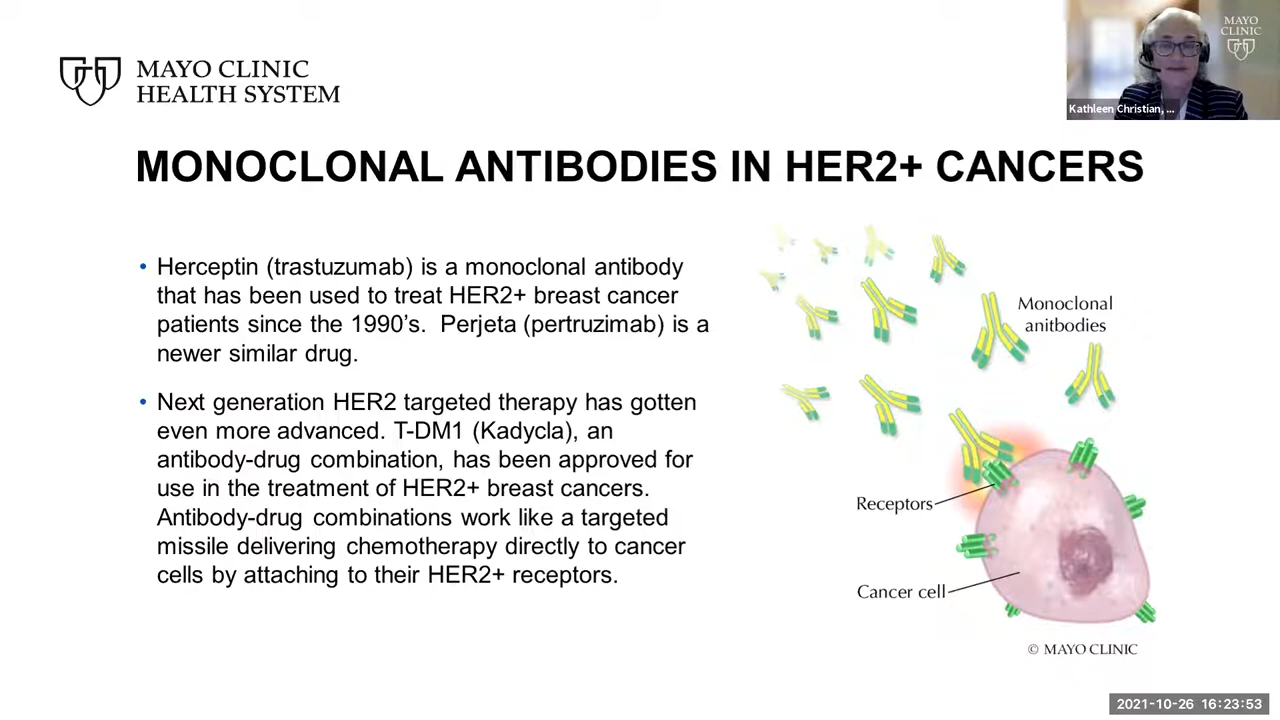 MAYO CLINIC
HEALTH SYSTEM
MAYO
CLINIC
Kathleen Christian, ...
MONOCLONAL ANTIBODIES IN HER2+ CANCERS
• Herceptin (trastuzumab) is a monoclonal antibody
that has been used to treat HER2+ breast cancer
patients since the 1990’s.  Perjeta (pertruzimab) is a
newer similar drug.
• Next generation HER2 targeted therapy has gotten
even more advanced. T-DM1 (Kadycla), an
antibody-drug combination, has been approved for
use in the treatment of HER2+ breast cancers.
Antibody-drug combinations work like a targeted
missile delivering chemotherapy directly to cancer
cells by attaching to their HER2+ receptors.
Monoclonal
anitibodies
Receptors
Cancer cell
© MAYO CLINIC
2021-10-26 16:23:53